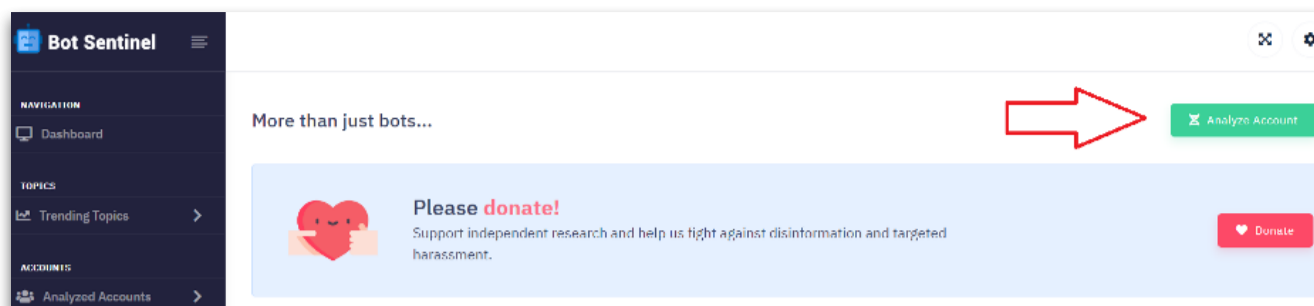 Bot Sentinel
NAVIGATION
Dashboard
More than just bots...
Analyze Account
TOPICS
Trending Topics
Please donate!
Support independent research and help us fight against disinformation and targeted
harassment.
Donate
ACCOUNTS
Analyzed Accounts